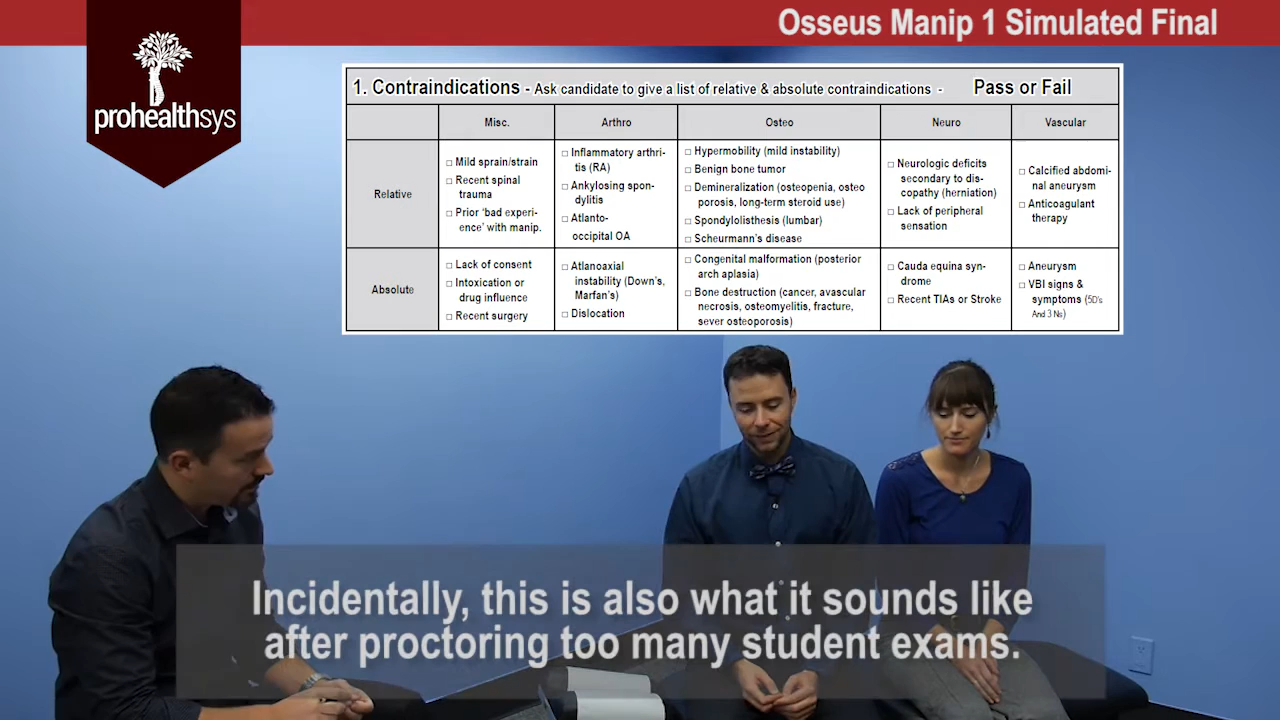 Osseus Manip 1 Simulated Final
prohealthsys
1. Contraindications - Ask candidate to give a list of relative & absolute contraindications - Pass or Fail
Misc. Arthro Osteo Neuro Vascular
Relative
□ Mild sprain/strain
□ Recent spinal
trauma
□ Prior 'bad experi-
ence' with manip.
□ Inflammatory arthri-
tis (RA)
□ Ankylosing spon-
dylitis
□ Atlanto-
occipital OA
□ Hypermobility (mild instability)
□ Benign bone tumor
□ Demineralization (osteopenia, osteo
porosis, long-term steroid use)
□ Spondylolisthesis (lumbar)
□ Scheurmann's disease
□ Neurologic deficits
secondary to dis-
copathy (herniation)
□ Lack of peripheral
sensation
□ Calcified abdomi-
nal aneurysm
□ Anticoagulant
therapy
Absolute
□ Lack of consent
□ Intoxication or
drug influence
□ Recent surgery
□ Atlanoaxial
instability (Down's,
Marfan's)
□ Dislocation
□ Congenital malformation (posterior
arch aplasia)
□ Bone destruction (cancer, avascular
necrosis, osteomyelitis, fracture,
sever osteoporosis)
□ Cauda equina syn-
drome
□ Recent TIAs or Stroke
□ Aneurysm
□ VBI signs &
symptoms (5D's
And 3 Ns)
Incidentally, this is also what it sounds like
after proctoring too many student exams.